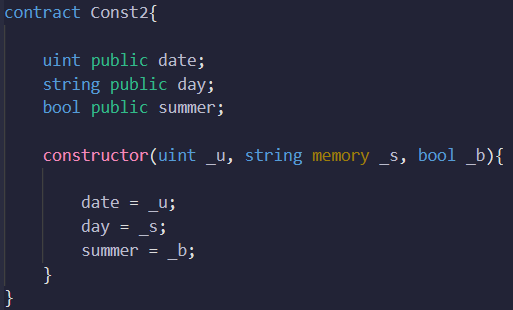 contract Const2{
uint public date;
string public day;
bool public summer;
constructor(uint _u, string memory _s, bool _b){
date = _u;
day = _s;
summer = _b;
}
}